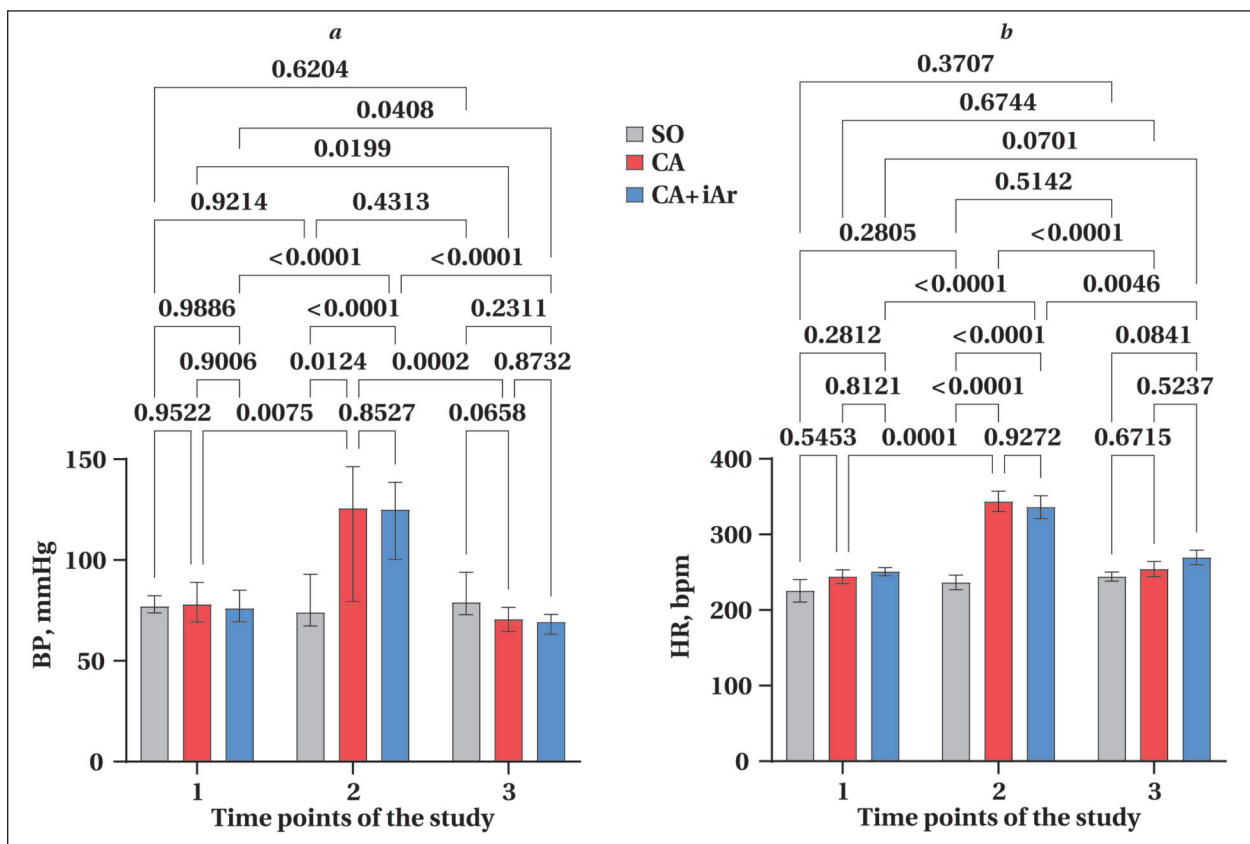 a
0.6204
0.0408
0.0199
0.9214 0.4313
<0.0001 <0.0001
0.9886 <0.0001 0.2311
0.9006 0.0124 0.0002 0.8732
0.9522 0.0075 0.8527 0.0658
150
100
50
0
BP, mmHg
1 2 3
Time points of the study
SO
CA
CA+iAr
b
0.3707
0.6744
0.0701
0.5142
0.2805 <0.0001
<0.0001 0.0046
0.2812 <0.0001 0.0841
0.8121 <0.0001 0.5237
0.5453 0.0001 0.9272 0.6715
400
300
200
100
0
HR, bpm
1 2 3
Time points of the study